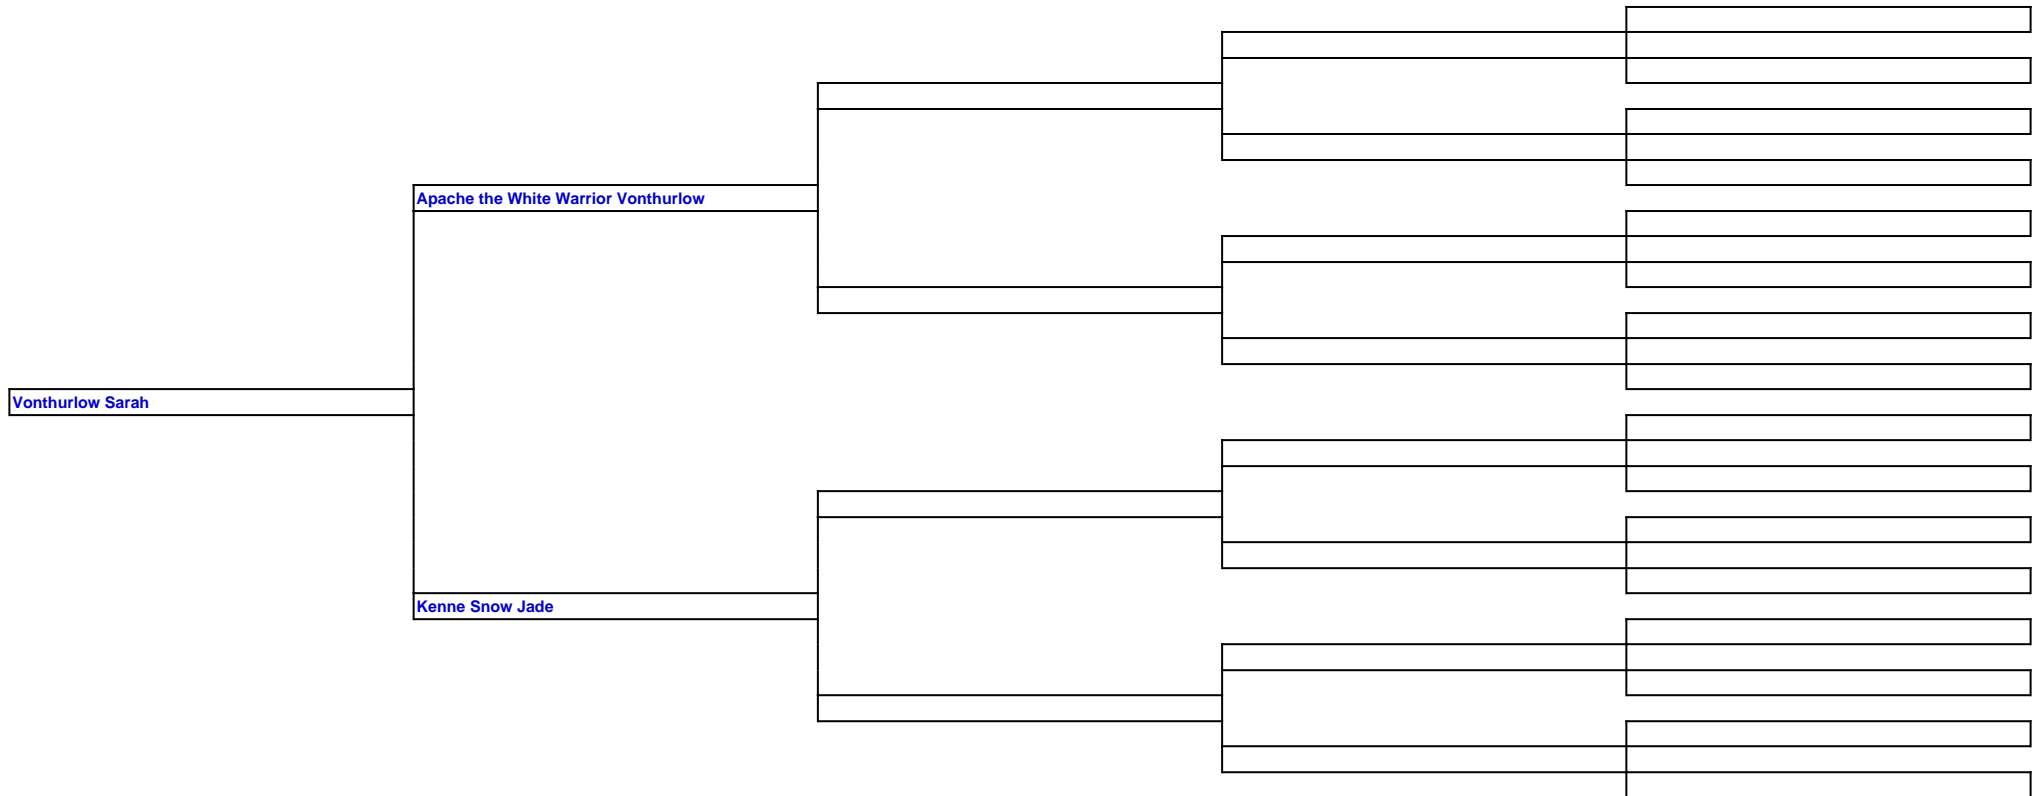 Apache the White Warrior Vonthurlow
Vonthurlow Sarah
Kenne Snow Jade